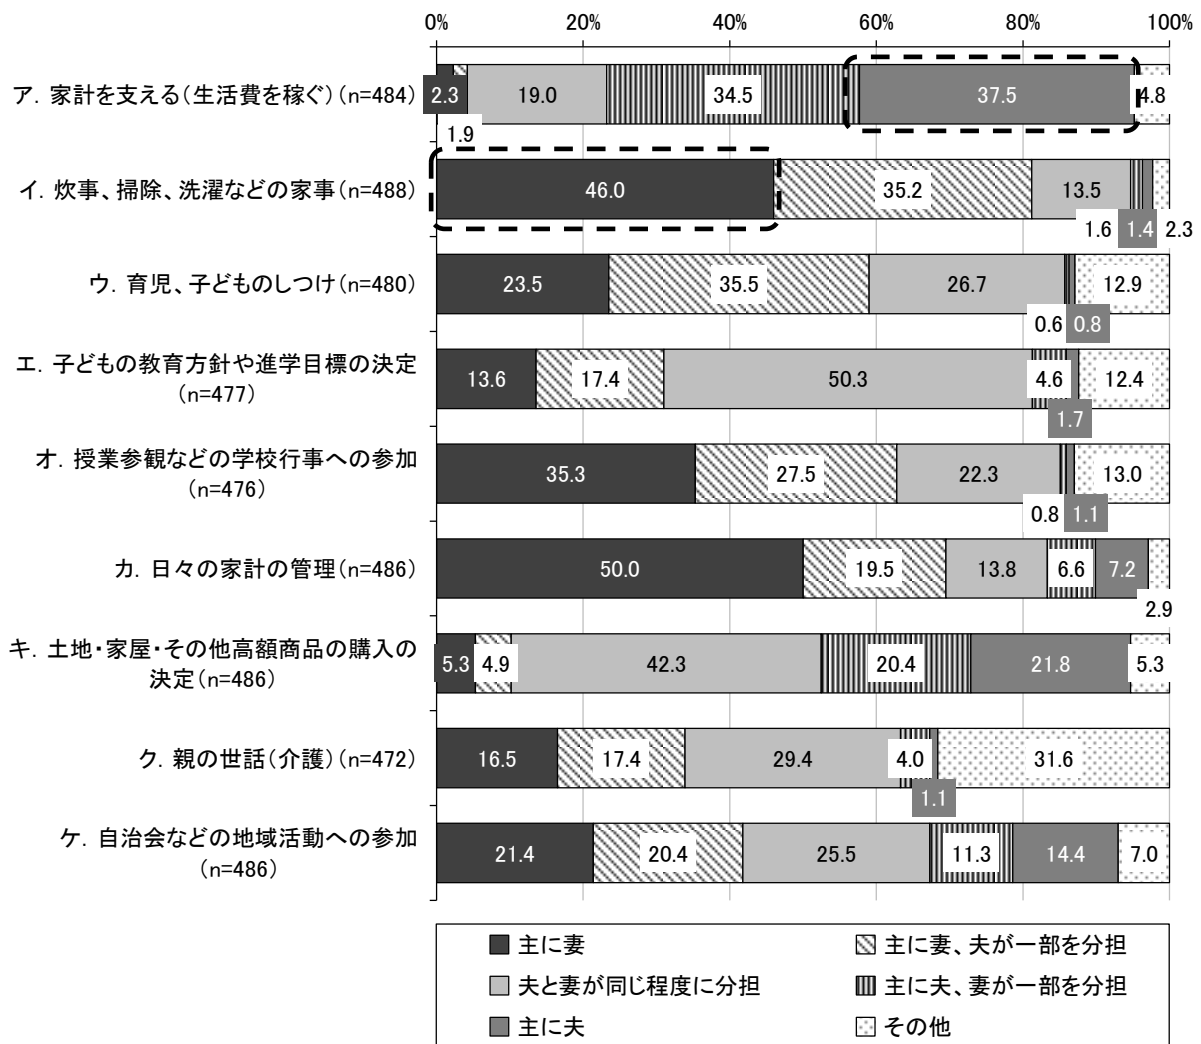 0% 20% 40% 60% 80% 100%
ア．家計を支える（生活費を稼ぐ）（n=484） 2.3 1.9 19.0 34.5 37.5 4.8
イ．炊事、掃除、洗濯などの家事（n=488） 46.0 35.2 13.5 1.6 1.4 2.3
ウ．育児、子どものしつけ（n=480） 23.5 35.5 26.7 0.6 0.8 12.9
エ．子どもの教育方針や進学目標の決定
（n=477） 13.6 17.4 50.3 4.6 1.7 12.4
オ．授業参観などの学校行事への参加
（n=476） 35.3 27.5 22.3 0.8 1.1 13.0
カ．日々の家計の管理（n=486） 50.0 19.5 13.8 6.6 7.2 2.9
キ．土地・家屋・その他高額商品の購入の
決定（n=486） 5.3 4.9 42.3 20.4 21.8 5.3
ク．親の世話（介護）（n=472） 16.5 17.4 29.4 4.0 1.1 31.6
ケ．自治会などの地域活動への参加
（n=486） 21.4 20.4 25.5 11.3 14.4 7.0
主に妻 主に妻、夫が一部を分担
夫と妻が同じ程度に分担 主に夫、妻が一部を分担
主に夫 その他